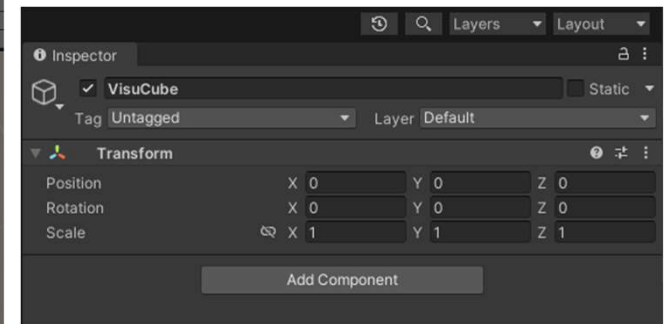 Layers Layout
Inspector
VisuCube Static
Tag Untagged Layer Default
Transform
Position X 0 Y 0 Z 0
Rotation X 0 Y 0 Z 0
Scale X 1 Y 1 Z 1
Add Component